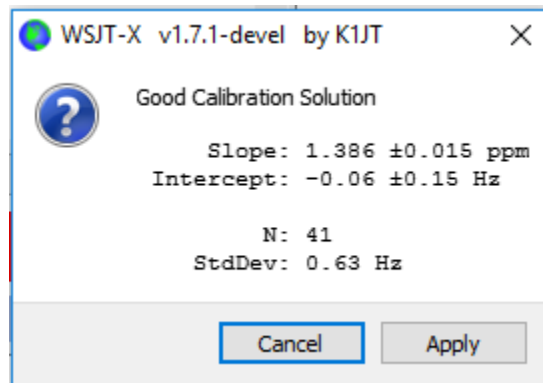 WSJT-X v1.7.1-devel by K1JT
Good Calibration Solution
Slope: 1.386 ±0.015 ppm
Intercept: -0.06 ±0.15 Hz
N: 41
StdDev: 0.63 Hz
Cancel Apply